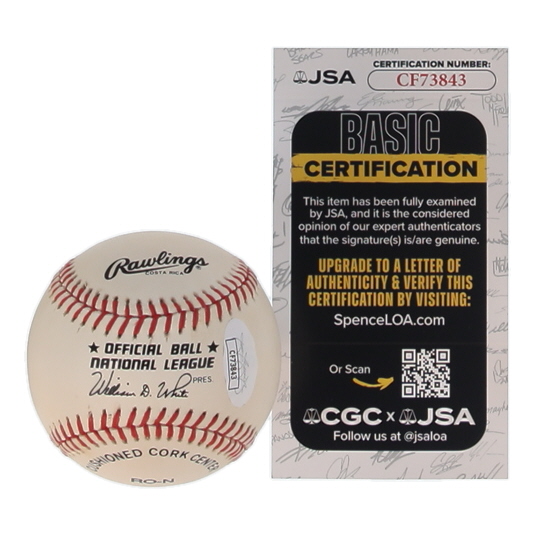 Rawlings
COSTA RICA
★ OFFICIAL BALL ★
NATIONAL LEAGUE
William D. White PRES.
CUSHIONED CORK CENTER
RO-N
CF73843
JSA
CERTIFICATION NUMBER:
CF73843
BASIC
CERTIFICATION
This item has been fully examined
by JSA, and it is the considered
opinion of our expert authenticators
that the signature(s) is/are genuine.
UPGRADE TO A LETTER OF
AUTHENTICITY & VERIFY THIS
CERTIFICATION BY VISITING:
SpenceLOA.com
Or Scan
CGC x JSA
Follow us at @jsaloa